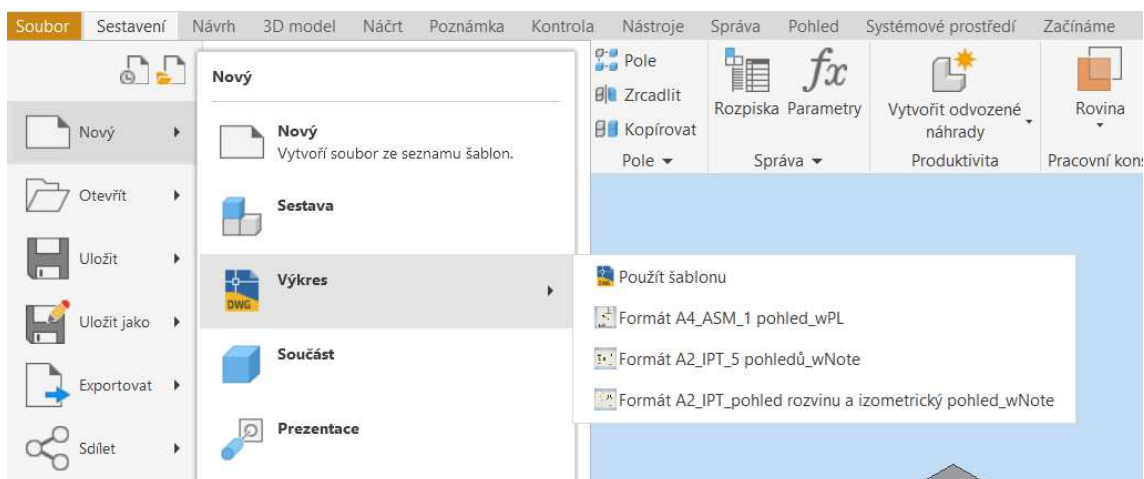 Soubor Sestavení Návrh 3D model Náčrt Poznámka Kontrola Nástroje Správa Pohled Systémové prostředí Začínáme
Nový
Otevřít
Uložit
Uložit jako
Exportovat
Sdílet
Nový
Nový
Vytvoří soubor ze seznamu šablon.
Sestava
Výkres
DWG
Součást
Prezentace
Použít šablonu
Formát A4_ASM_1 pohled_wPL
Formát A2_IPT_5 pohledů_wNote
Formát A2_IPT_pohled rozvinu a izometrický pohled_wNote
Pole
Zrcadlit
Kopírovat
Pole
Rozpiska
fx
Parametry
Správa
Vytvořit odvozené
náhrady
Produktivita
Rovina
Pracovní kons